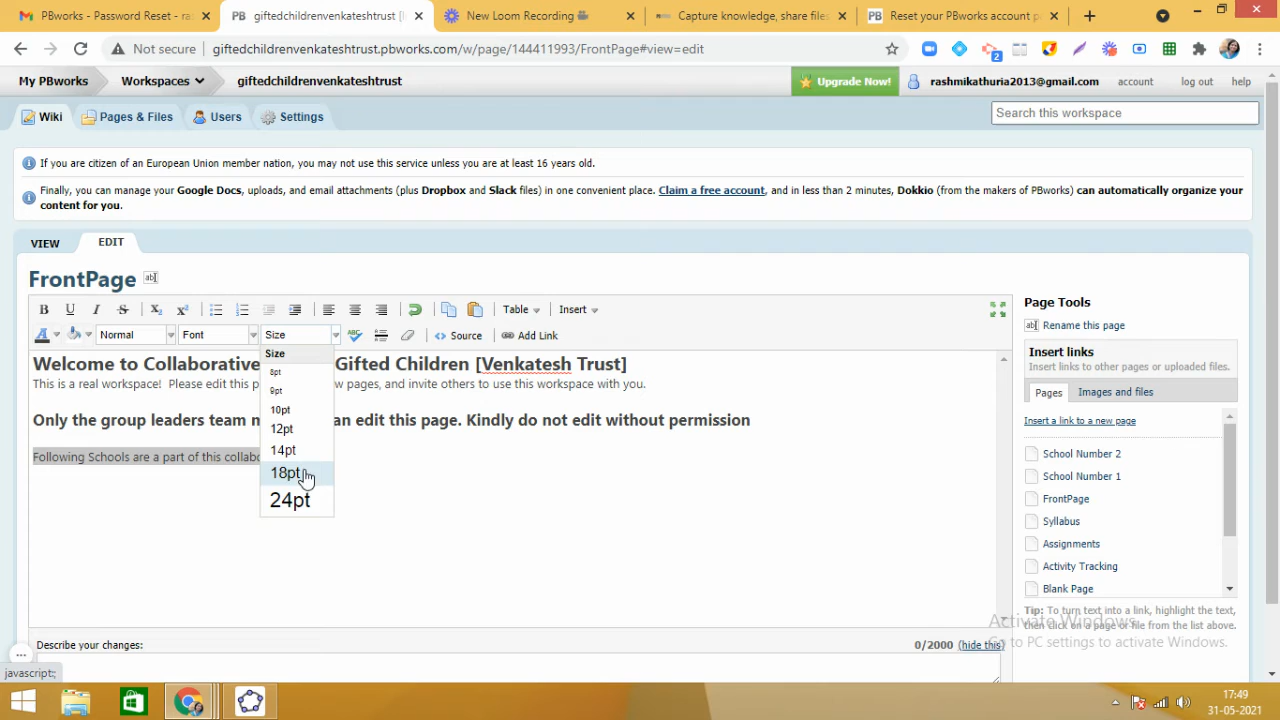 PBworks - Password Reset - ras
giftedchildrenvenkateshtrust [
New Loom Recording
Capture knowledge, share files
Reset your PBworks account p
Not secure
giftedchildrenvenkateshtrust.pbworks.com/w/page/144411993/FrontPage#view=edit
2
My PBworks
Workspaces
giftedchildrenvenkateshtrust
Upgrade Now!
rashmikathuria2013@gmail.com
account
log out
help
Wiki
Pages & Files
Users
Settings
Search this workspace
If you are citizen of an European Union member nation, you may not use this service unless you are at least 16 years old.
Finally, you can manage your Google Docs, uploads, and email attachments (plus Dropbox and Slack files) in one convenient place. Claim a free account, and in less than 2 minutes, Dokkio (from the makers of PBworks) can automatically organize your
content for you.
VIEW
EDIT
FrontPage
Table
Insert
Normal
Font
Size
Source
Add Link
Size
8pt
9pt
10pt
12pt
14pt
18pt
24pt
Welcome to Collaborative Gifted Children [Venkatesh Trust]
This is a real workspace! Please edit this p w pages, and invite others to use this workspace with you.
Only the group leaders team m an edit this page. Kindly do not edit without permission
Following Schools are a part of this collabo
Page Tools
Rename this page
Insert links
Insert links to other pages or uploaded files.
Pages
Images and files
Insert a link to a new page
School Number 2
School Number 1
FrontPage
Syllabus
Assignments
Activity Tracking
Blank Page
Tip: To turn text into a link, highlight the text,
then click on a page or file from the list above.
Activate Windows
Go to PC settings to activate Windows.
Describe your changes:
0/2000 (hide this)
javascript:;
17:49
31-05-2021